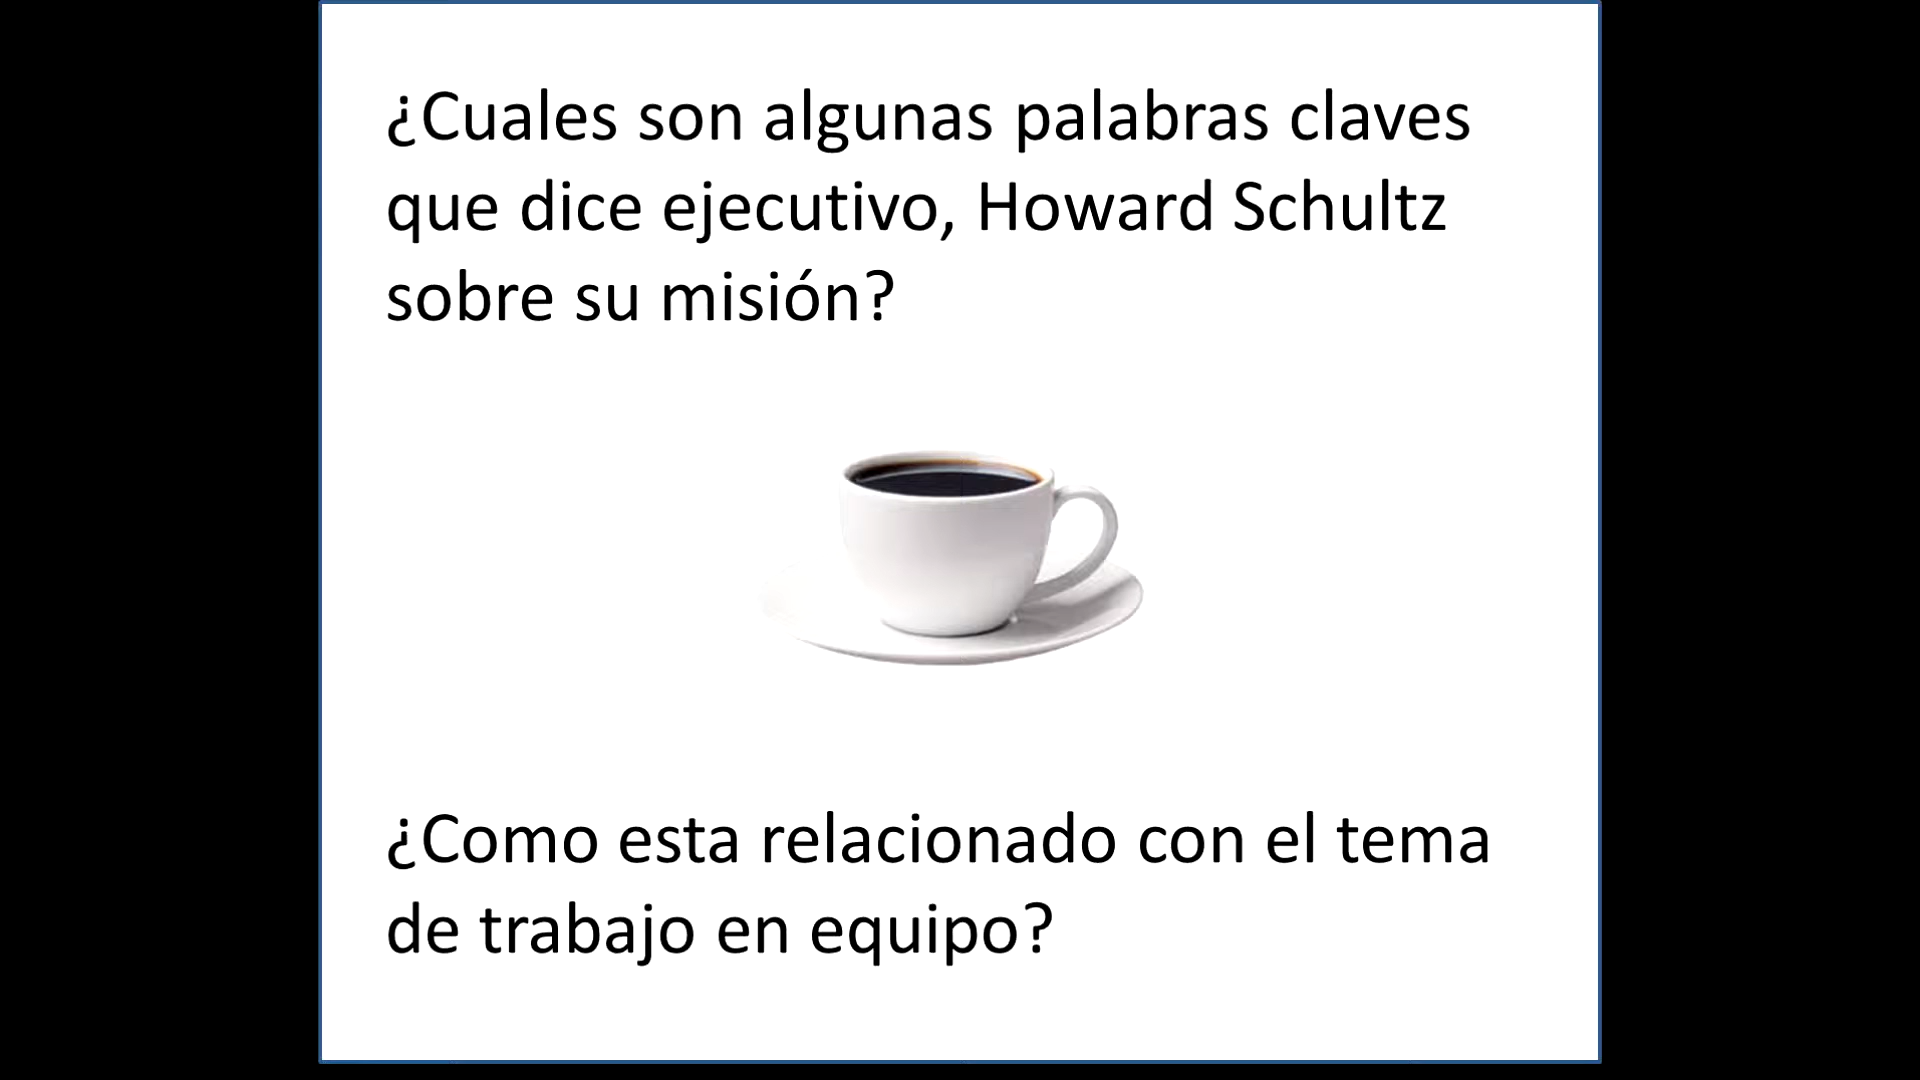 ¿Cuales son algunas palabras claves
que dice ejecutivo, Howard Schultz
sobre su misión?
¿Como esta relacionado con el tema
de trabajo en equipo?